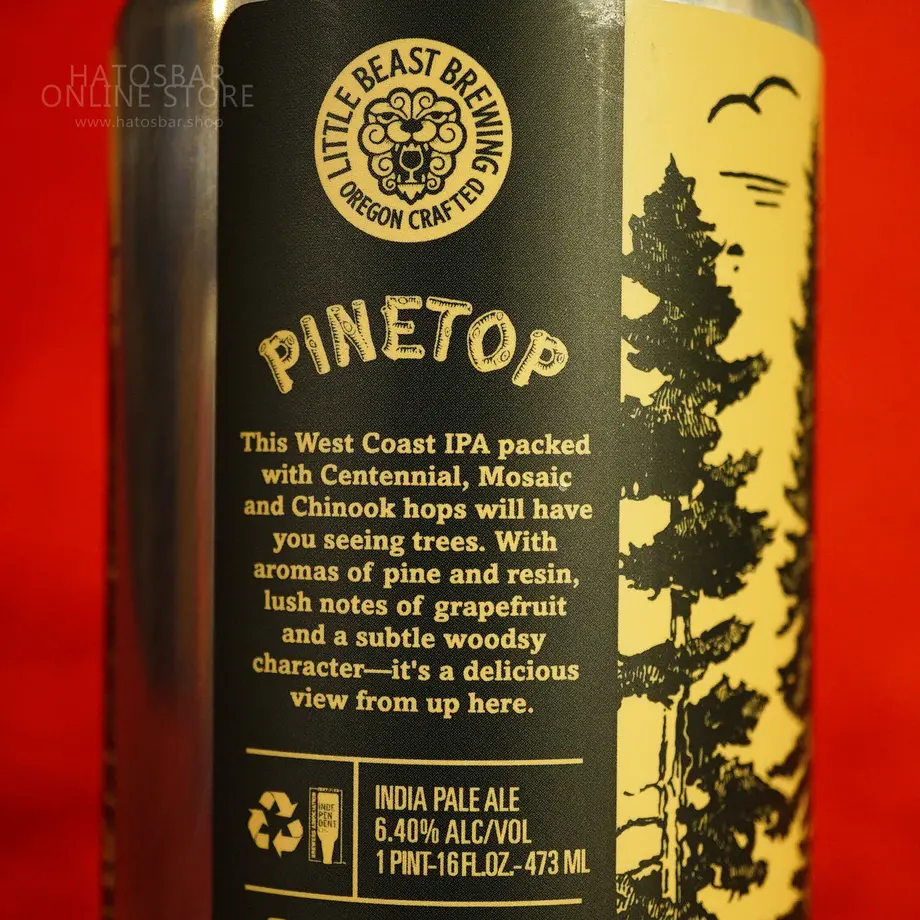 HATOSBAR
ONLINE STORE
www.hatosbar.shop
LITTLE BEAST BREWING
OREGON CRAFTED
PINETOP
This West Coast IPA packed
with Centennial, Mosaic
and Chinook hops will have
you seeing trees. With
aromas of pine and resin,
lush notes of grapefruit
and a subtle woodsy
character—it's a delicious
view from up here.
INDE
PEN
DENT
INDIA PALE ALE
6.40% ALC/VOL
1 PINT-16 FL.OZ.-473 ML